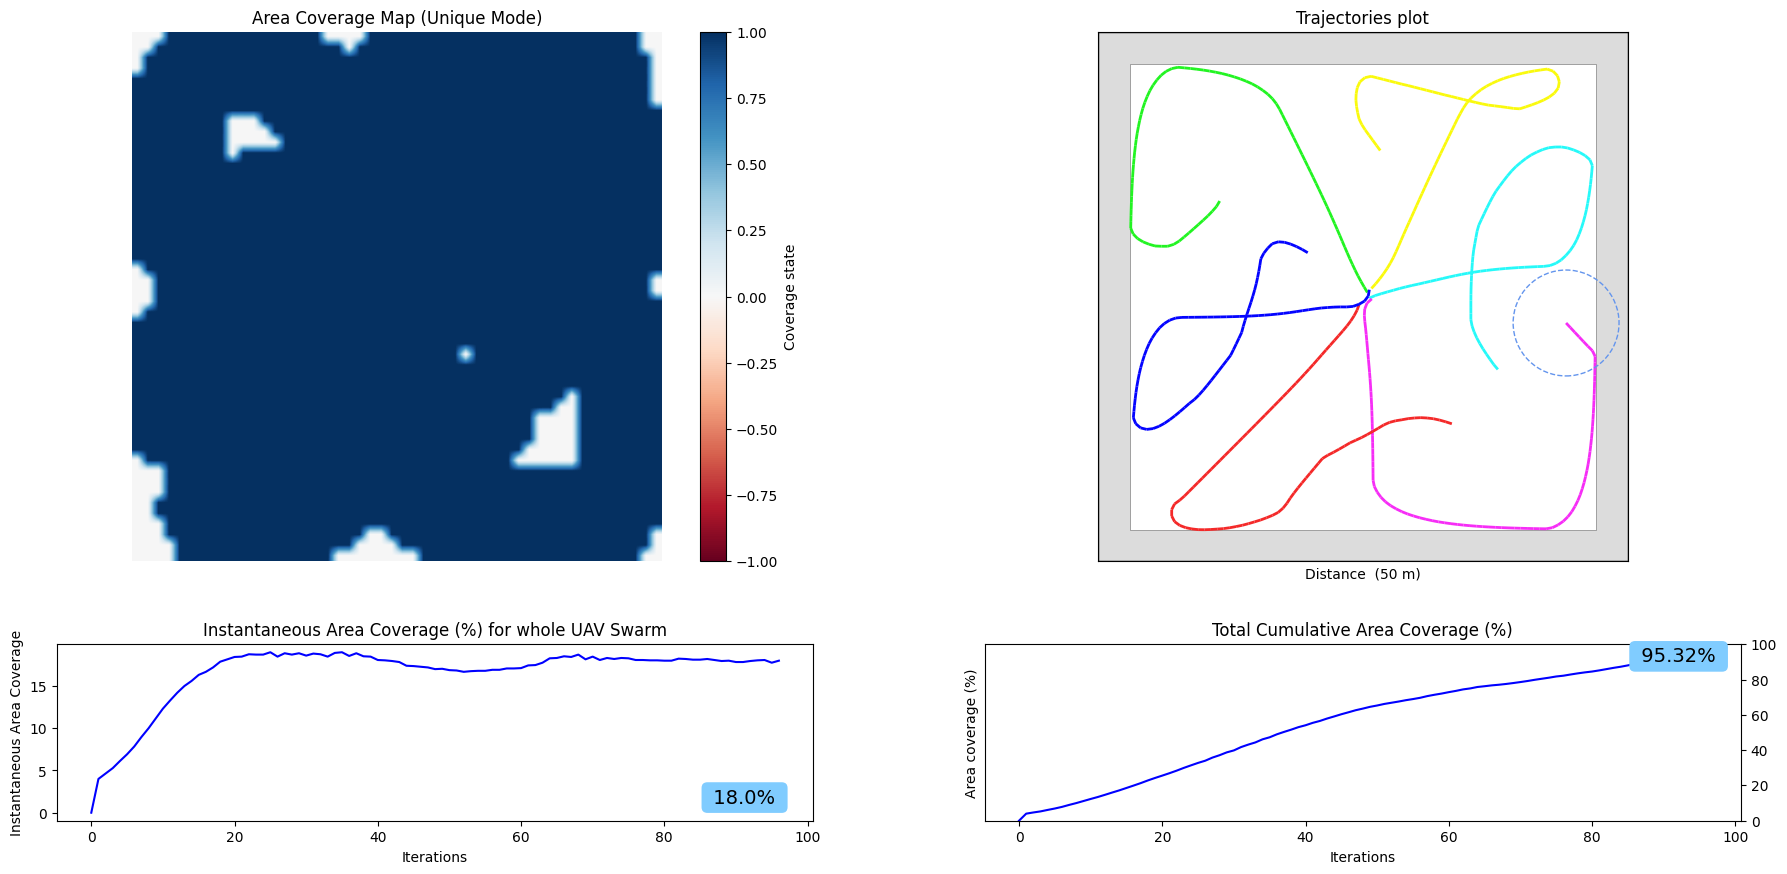 Area Coverage Map (Unique Mode)
1.00
0.75
0.50
0.25
0.00
−0.25
−0.50
−0.75
−1.00
Coverage state
Trajectories plot
Distance  (50 m)
Instantaneous Area Coverage (%) for whole UAV Swarm
Instantaneous Area Coverage
15
10
5
0
18.0%
0 20 40 60 80 100
Iterations
Total Cumulative Area Coverage (%)
Area coverage (%)
95.32%
100
80
60
40
20
0
0 20 40 60 80 100
Iterations